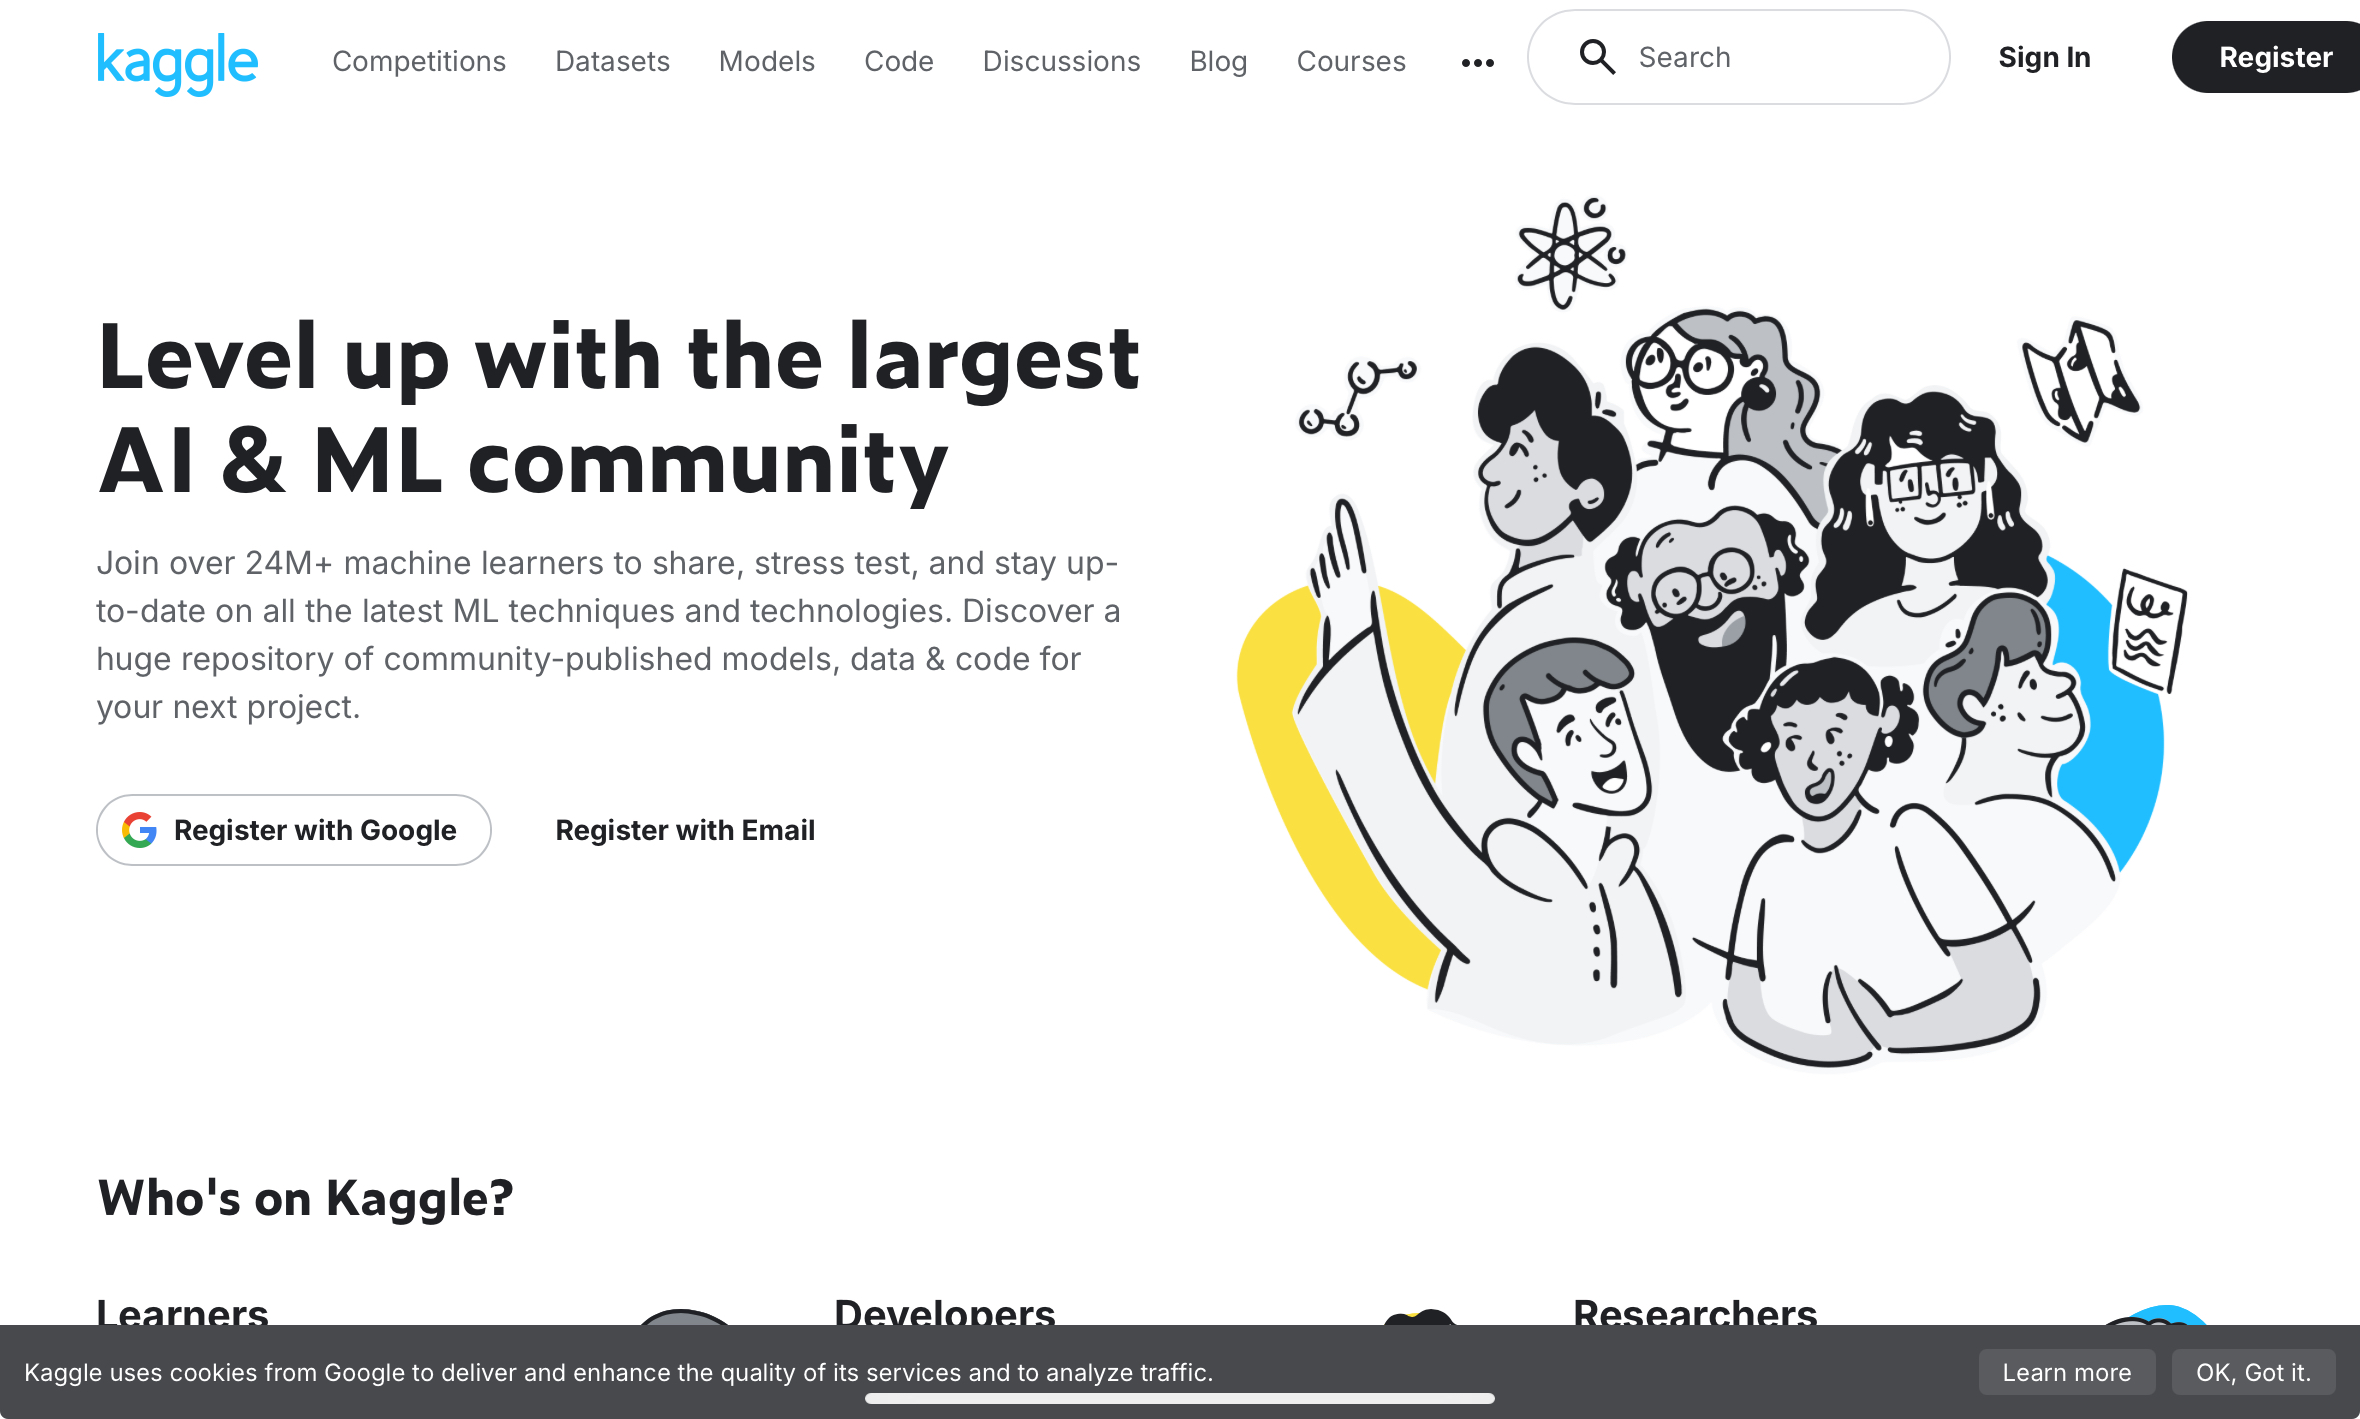 kaggle Competitions Datasets Models Code Discussions Blog Courses Search Sign In Register
Level up with the largest
AI & ML community
Join over 24M+ machine learners to share, stress test, and stay up-
to-date on all the latest ML techniques and technologies. Discover a
huge repository of community-published models, data & code for
your next project.
Register with Google Register with Email
Who's on Kaggle?
Learners Developers Researchers
Kaggle uses cookies from Google to deliver and enhance the quality of its services and to analyze traffic. Learn more OK, Got it.